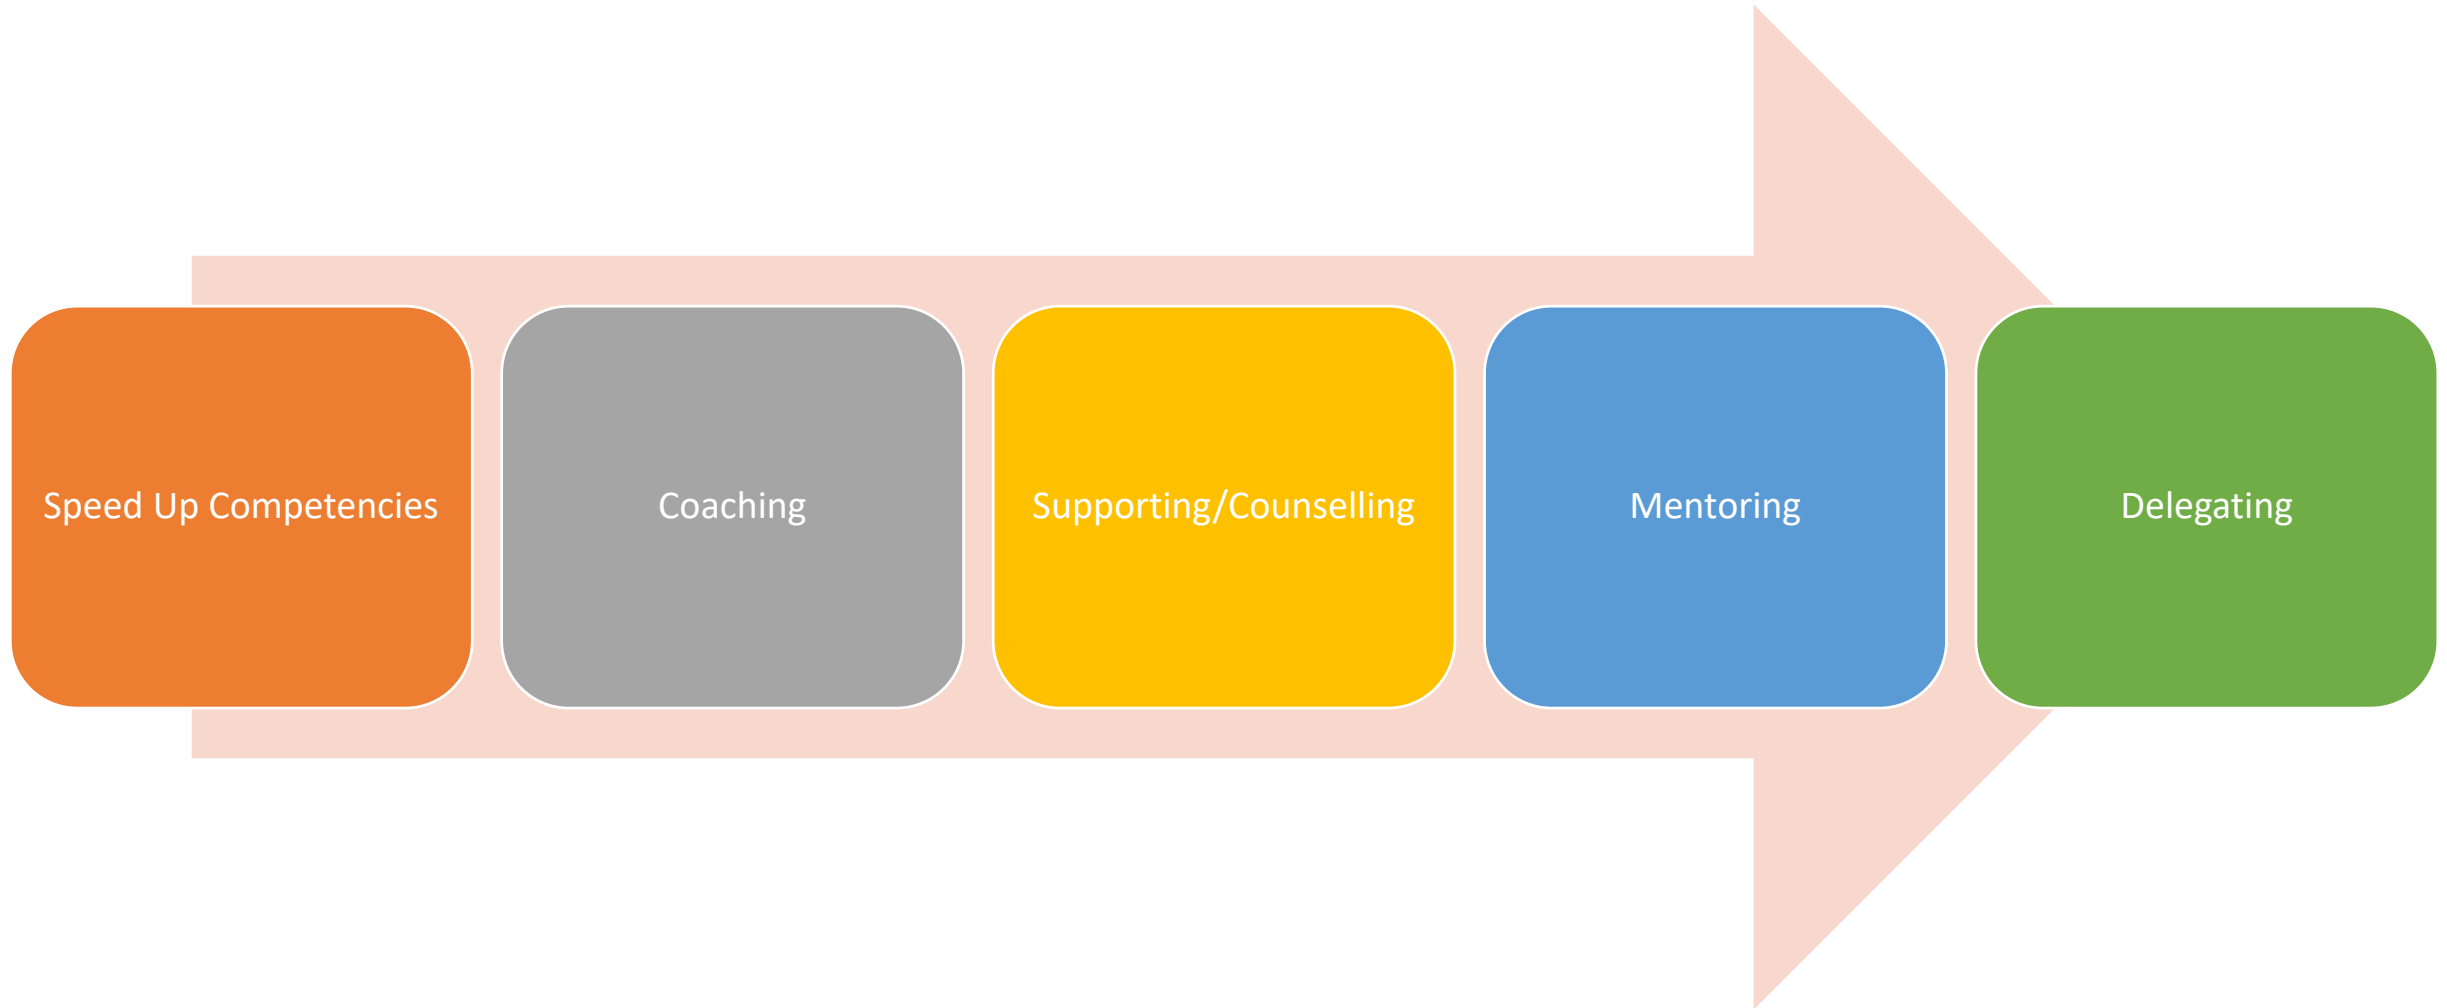 Speed Up Competencies
Coaching
Supporting/Counselling
Mentoring
Delegating